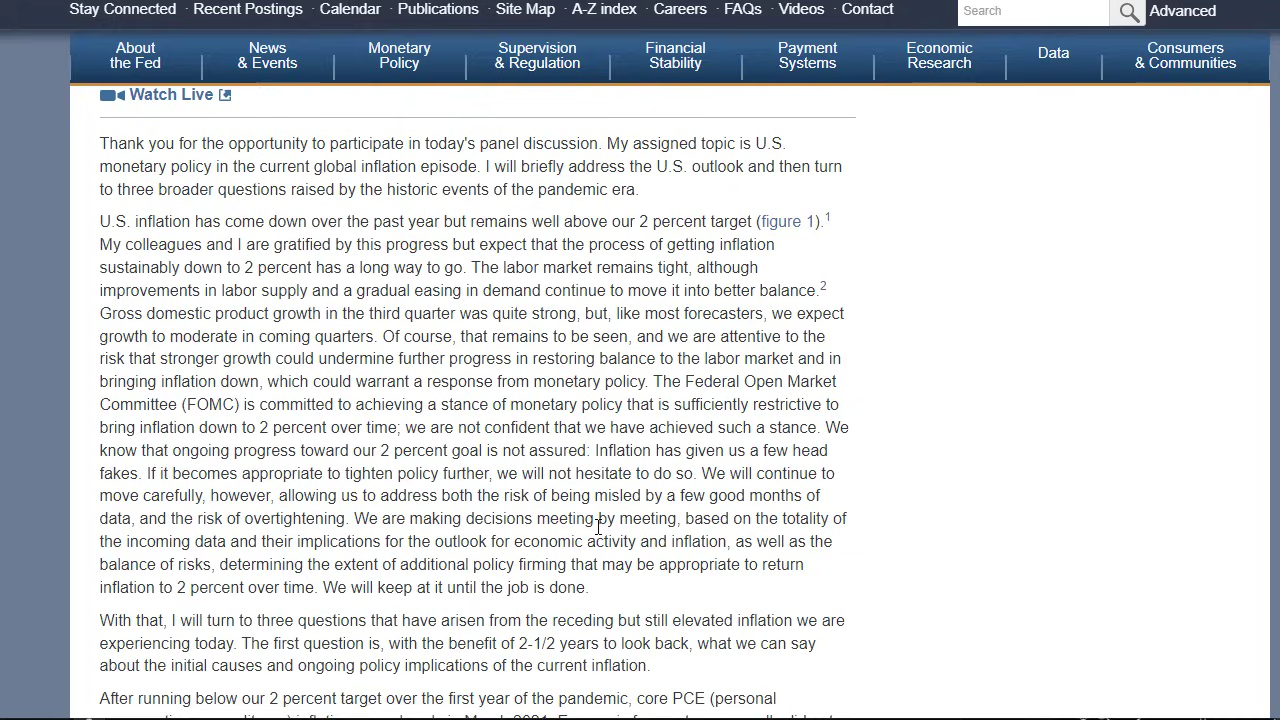 Stay Connected · Recent Postings · Calendar · Publications · Site Map · A-Z index · Careers · FAQs · Videos · Contact
Search
Advanced
About the Fed
News & Events
Monetary Policy
Supervision & Regulation
Financial Stability
Payment Systems
Economic Research
Data
Consumers & Communities
Watch Live
Thank you for the opportunity to participate in today's panel discussion. My assigned topic is U.S.
monetary policy in the current global inflation episode. I will briefly address the U.S. outlook and then turn
to three broader questions raised by the historic events of the pandemic era.
U.S. inflation has come down over the past year but remains well above our 2 percent target (figure 1).1
My colleagues and I are gratified by this progress but expect that the process of getting inflation
sustainably down to 2 percent has a long way to go. The labor market remains tight, although
improvements in labor supply and a gradual easing in demand continue to move it into better balance.2
Gross domestic product growth in the third quarter was quite strong, but, like most forecasters, we expect
growth to moderate in coming quarters. Of course, that remains to be seen, and we are attentive to the
risk that stronger growth could undermine further progress in restoring balance to the labor market and in
bringing inflation down, which could warrant a response from monetary policy. The Federal Open Market
Committee (FOMC) is committed to achieving a stance of monetary policy that is sufficiently restrictive to
bring inflation down to 2 percent over time; we are not confident that we have achieved such a stance. We
know that ongoing progress toward our 2 percent goal is not assured: Inflation has given us a few head
fakes. If it becomes appropriate to tighten policy further, we will not hesitate to do so. We will continue to
move carefully, however, allowing us to address both the risk of being misled by a few good months of
data, and the risk of overtightening. We are making decisions meeting by meeting, based on the totality of
the incoming data and their implications for the outlook for economic activity and inflation, as well as the
balance of risks, determining the extent of additional policy firming that may be appropriate to return
inflation to 2 percent over time. We will keep at it until the job is done.
With that, I will turn to three questions that have arisen from the receding but still elevated inflation we are
experiencing today. The first question is, with the benefit of 2-1/2 years to look back, what we can say
about the initial causes and ongoing policy implications of the current inflation.
After running below our 2 percent target over the first year of the pandemic, core PCE (personal